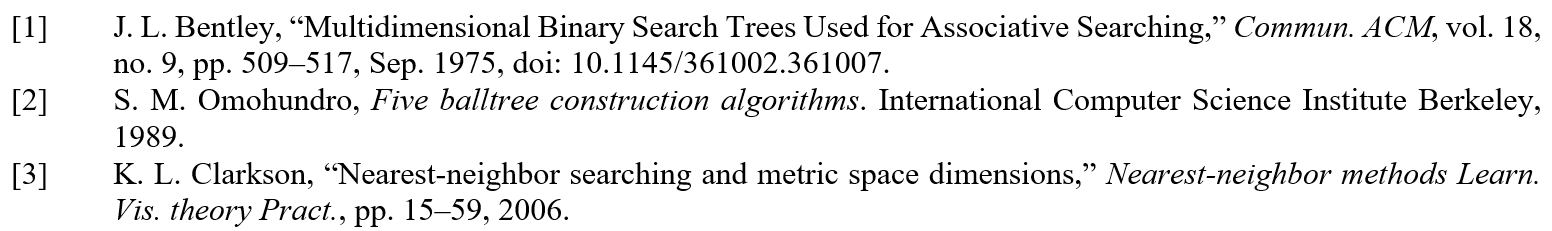 [1] J. L. Bentley, “Multidimensional Binary Search Trees Used for Associative Searching,” Commun. ACM, vol. 18,
no. 9, pp. 509–517, Sep. 1975, doi: 10.1145/361002.361007.
[2] S. M. Omohundro, Five balltree construction algorithms. International Computer Science Institute Berkeley,
1989.
[3] K. L. Clarkson, “Nearest-neighbor searching and metric space dimensions,” Nearest-neighbor methods Learn.
Vis. theory Pract., pp. 15–59, 2006.